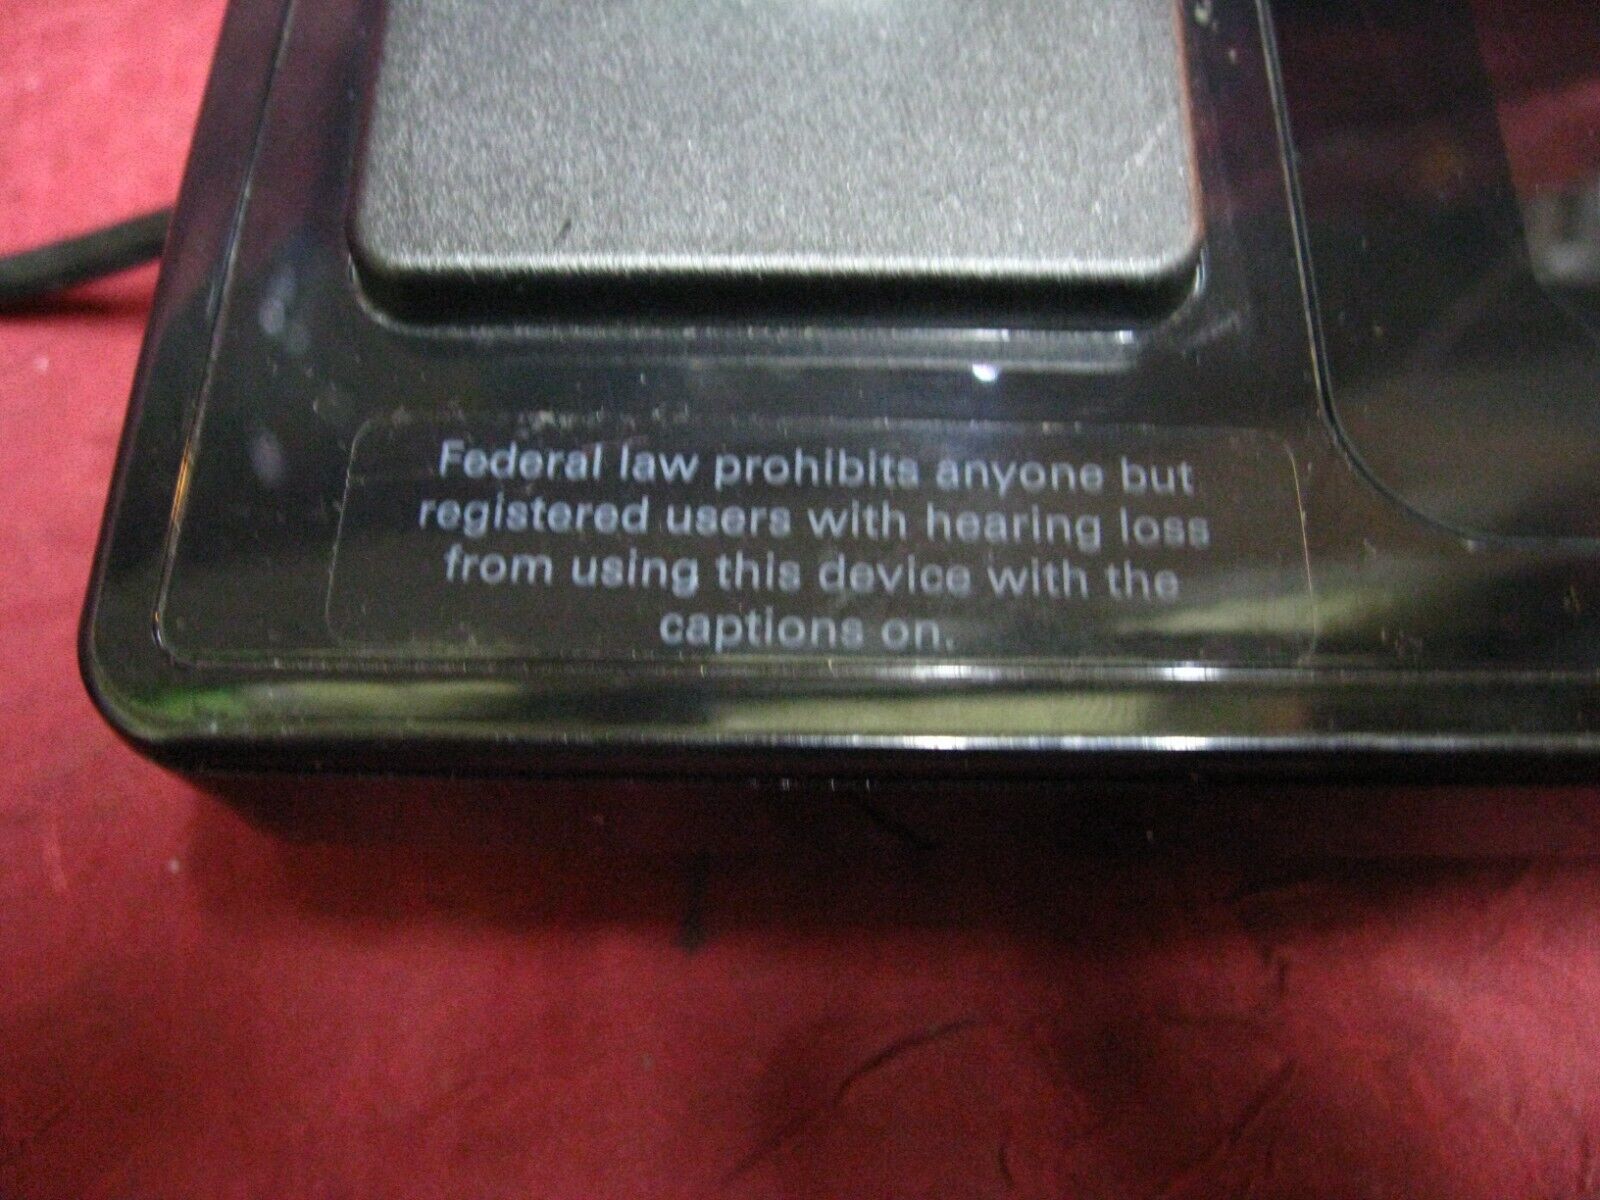 Federal law prohibits anyone but
registered users with hearing loss
from using this device with the
captions on.